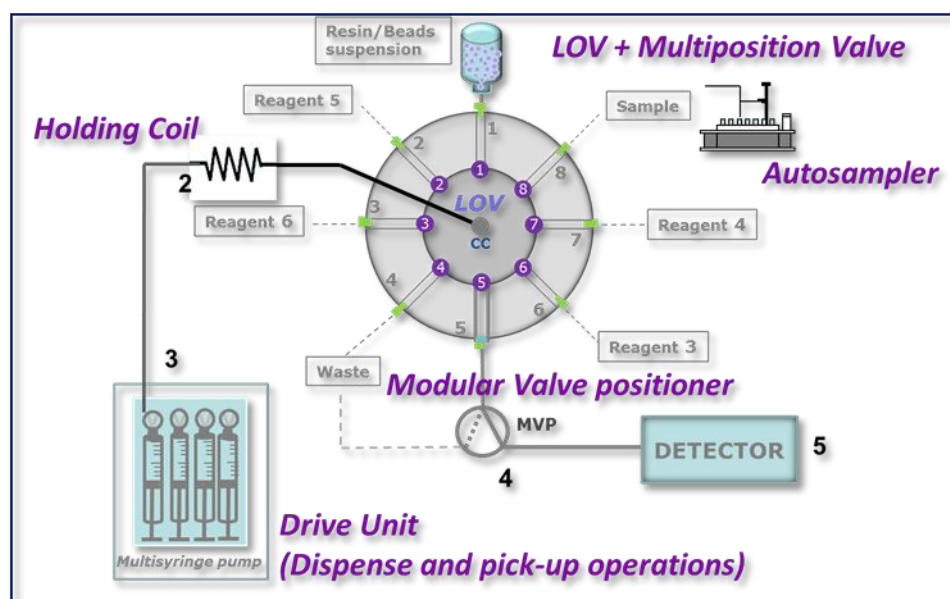 Resin/Beads
suspension
LOV + Multiposition Valve
Reagent 5
Sample
Holding Coil
2
1
8
1
2
8
2
Autosampler
LOV
3
3
7
Reagent 6
Reagent 4
7
CC
4
6
5
4
6
5
3
Reagent 3
Waste
Modular Valve positioner
MVP
DETECTOR
5
4
Drive Unit
(Dispense and pick-up operations)
Multisyringe pump